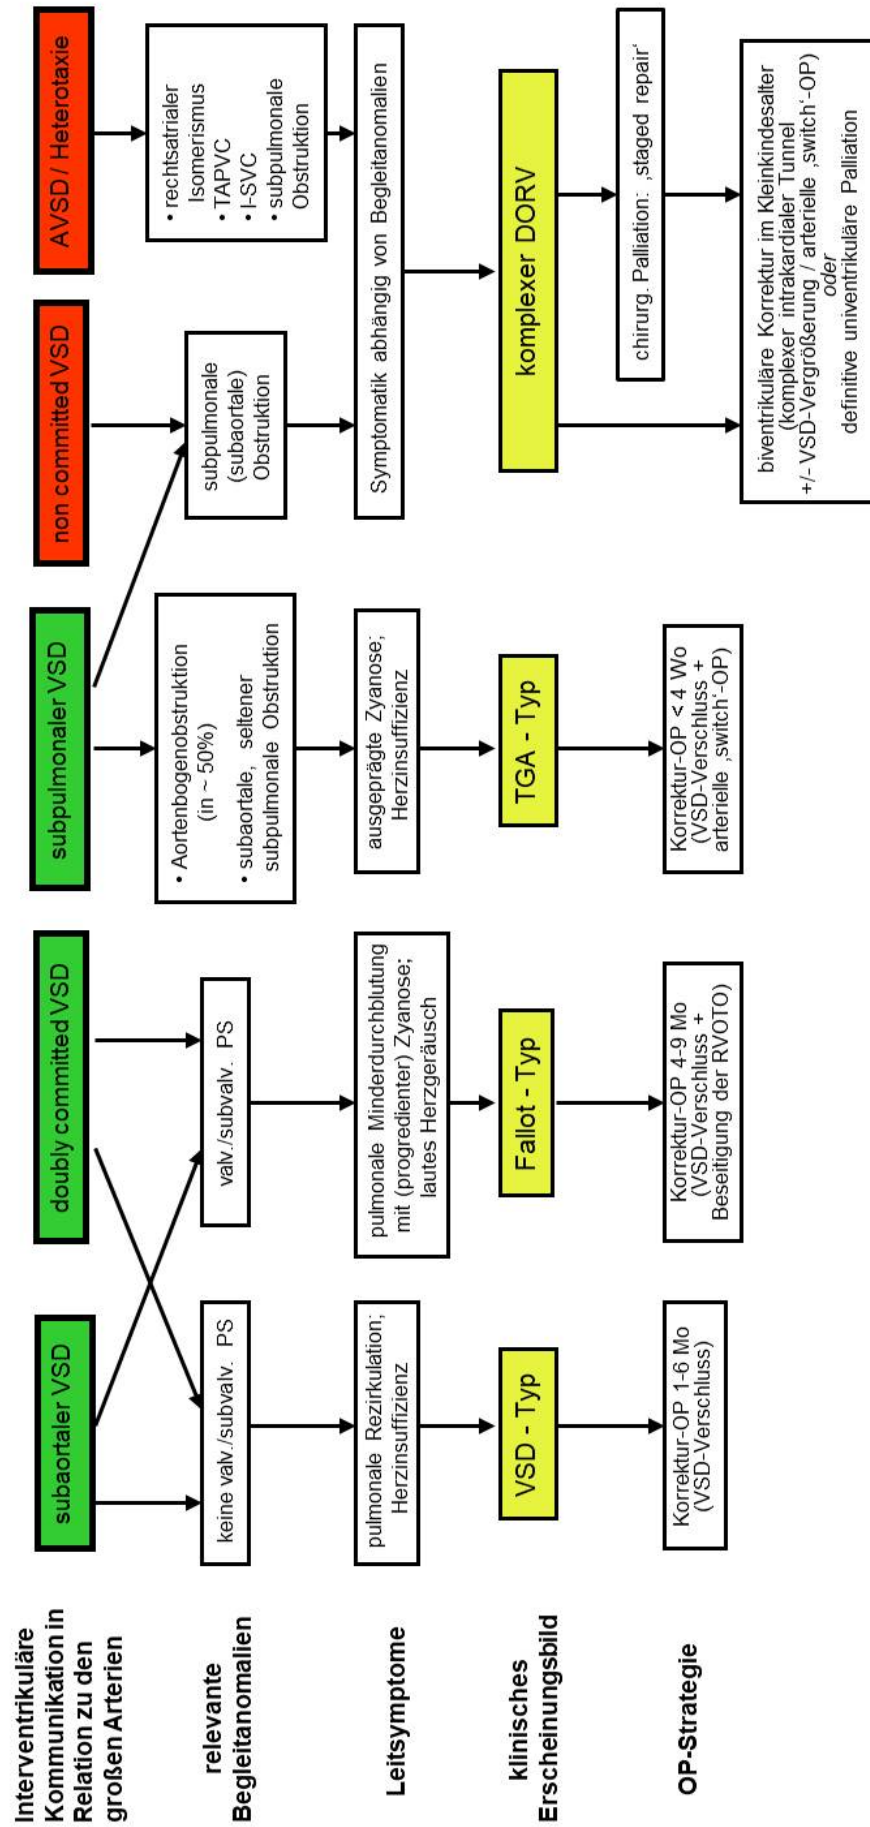 Interventrikuläre
Kommunikation in
Relation zu den
großen Arterien
subaortaler VSD
doubly committed VSD
subpulmonaler VSD
non committed VSD
AVSD / Heterotaxie
relevante
Begleitanomalien
keine valv./subvalv. PS
valv./subvalv. PS
• Aortenbogenobstruktion
(in ~ 50%)
• subaortale, seltener
subpulmonale Obstruktion
subpulmonale
(subaortale)
Obstruktion
• rechtsatrialer
Isomerismus
• TAPVC
• l-SVC
• subpulmonale
Obstruktion
Leitsymptome
pulmonale Rezirkulation;
Herzinsuffizienz
pulmonale Minderdurchblutung
mit (progredienter) Zyanose;
lautes Herzgeräusch
ausgeprägte Zyanose;
Herzinsuffizienz
Symptomatik abhängig von Begleitanomalien
klinisches
Erscheinungsbild
VSD - Typ
Fallot - Typ
TGA - Typ
komplexer DORV
OP-Strategie
Korrektur-OP 1-6 Mo
(VSD-Verschluss)
Korrektur-OP 4-9 Mo
(VSD-Verschluss +
Beseitigung der RVOTO)
Korrektur-OP < 4 Wo
(VSD-Verschluss +
arterielle ‚switch‘-OP)
chirurg. Palliation: ‚staged repair‘
biventrikuläre Korrektur im Kleinkindesalter
(komplexer intrakardialer Tunnel
+/- VSD-Vergrößerung / arterielle ‚switch‘-OP)
oder
definitive univentrikuläre Palliation